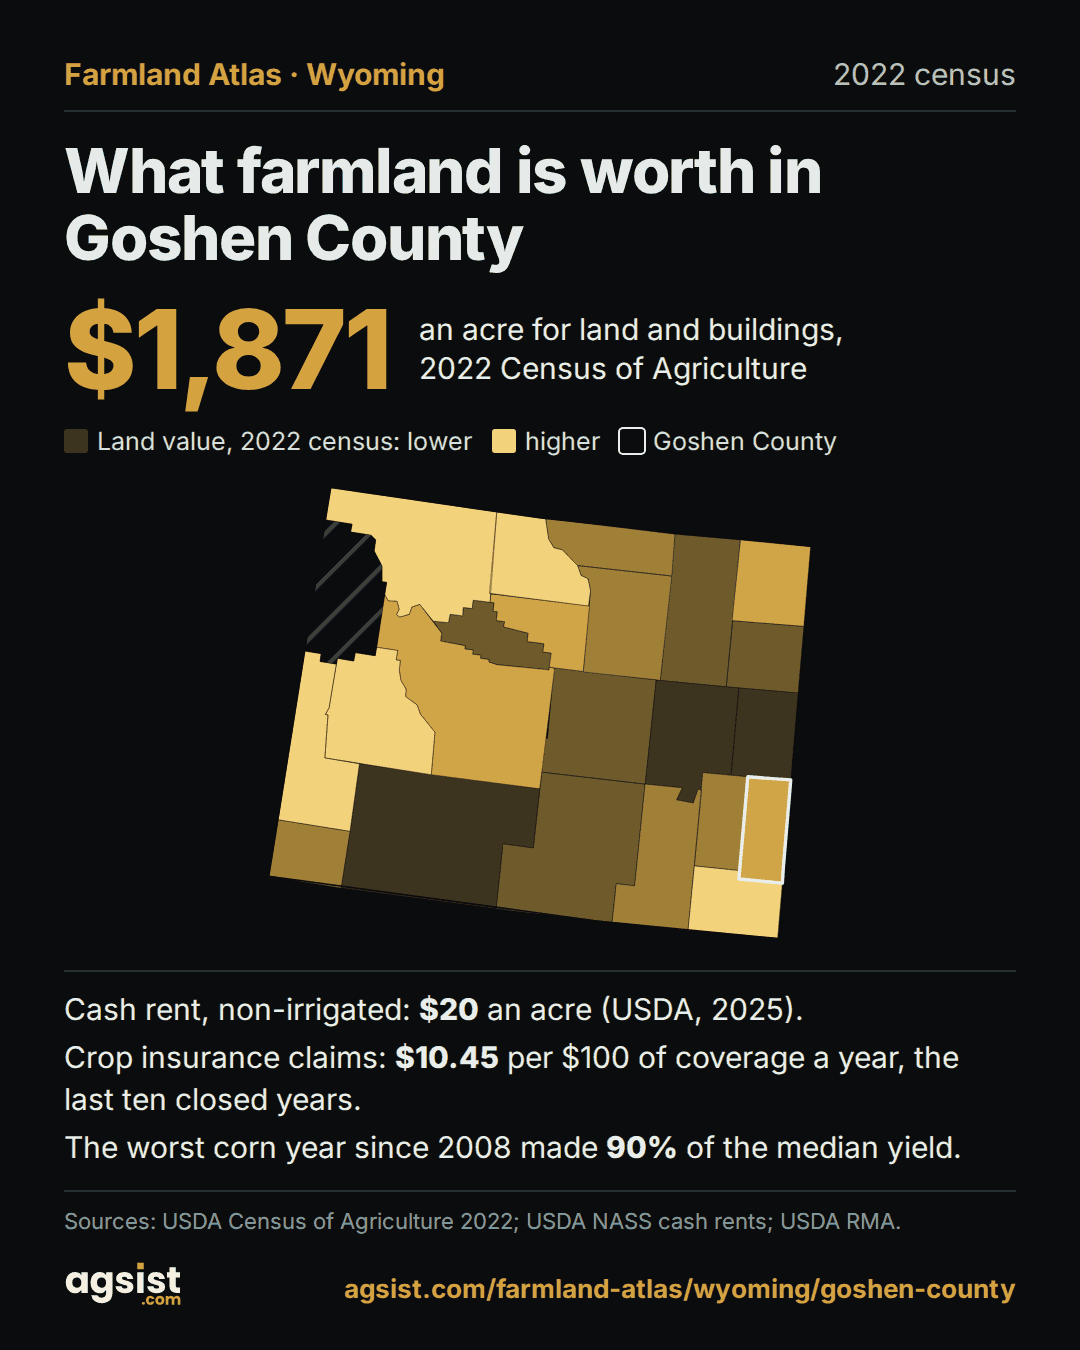 Farmland Atlas · Wyoming
2022 census
What farmland is worth in
Goshen County
$1,871
an acre for land and buildings,
2022 Census of Agriculture
Land value, 2022 census: lower
higher
Goshen County
Cash rent, non-irrigated: $20 an acre (USDA, 2025).
Crop insurance claims: $10.45 per $100 of coverage a year, the
last ten closed years.
The worst corn year since 2008 made 90% of the median yield.
Sources: USDA Census of Agriculture 2022; USDA NASS cash rents; USDA RMA.
agsist
.com
agsist.com/farmland-atlas/wyoming/goshen-county